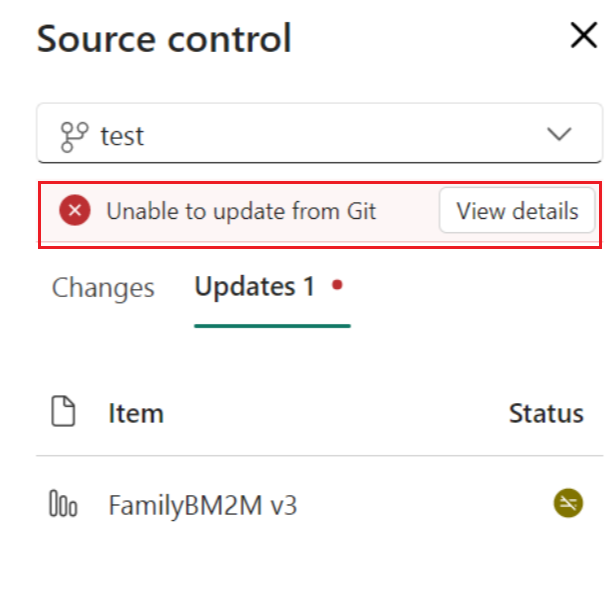 Source control
test
Unable to update from Git View details
Changes Updates 1
Item Status
FamilyBM2M v3